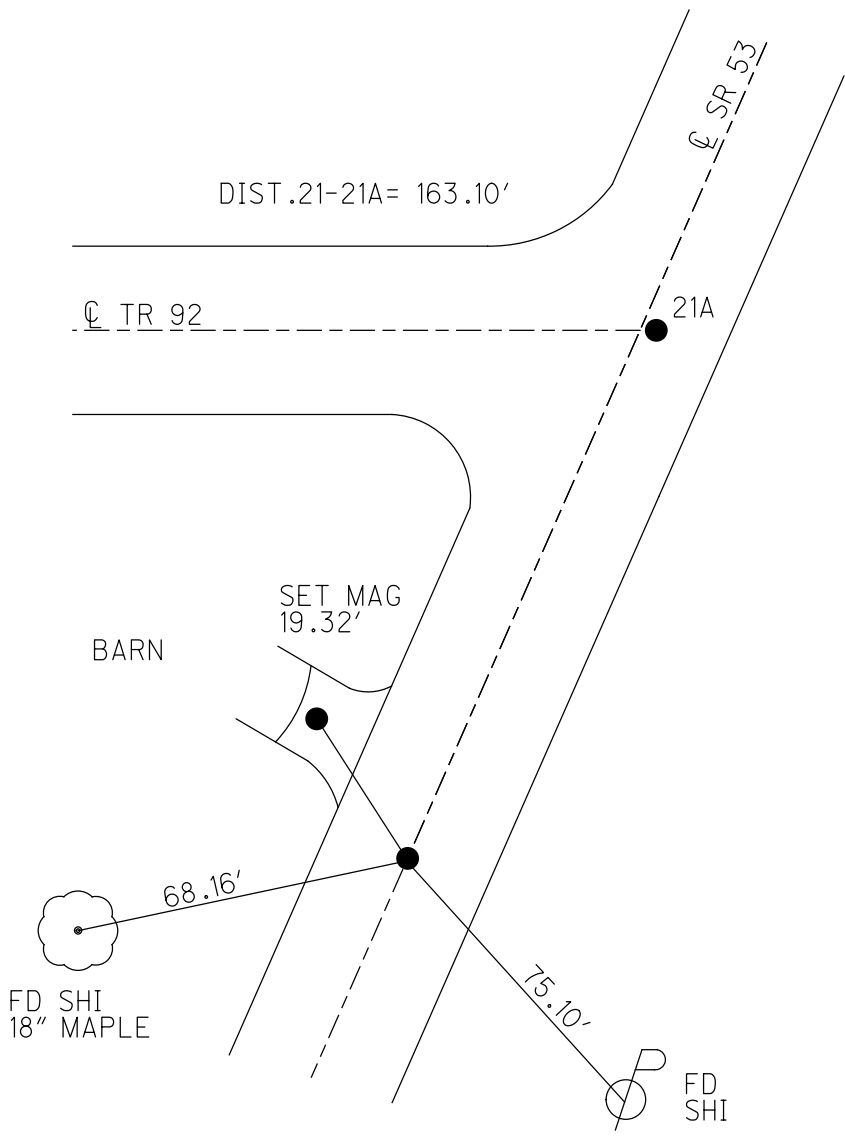 ℄ SR 53
DIST.21-21A= 163.10'
21A
℄ TR 92
SET MAG
19.32'
BARN
68.16'
75.10'
FD SHI
18" MAPLE
FD
SHI